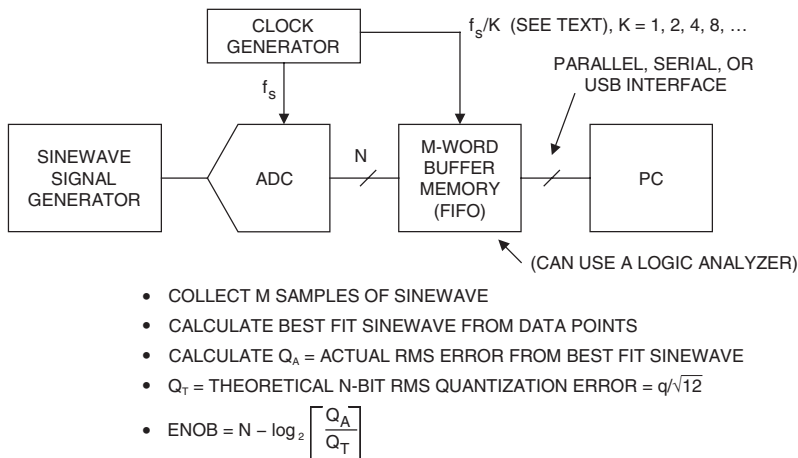 CLOCK
GENERATOR
f_s/K (SEE TEXT), K = 1, 2, 4, 8, …
PARALLEL, SERIAL, OR
USB INTERFACE
f_s
SINEWAVE
SIGNAL
GENERATOR
ADC
N
M-WORD
BUFFER
MEMORY
(FIFO)
PC
(CAN USE A LOGIC ANALYZER)
• COLLECT M SAMPLES OF SINEWAVE
• CALCULATE BEST FIT SINEWAVE FROM DATA POINTS
• CALCULATE Q_A = ACTUAL RMS ERROR FROM BEST FIT SINEWAVE
• Q_T = THEORETICAL N-BIT RMS QUANTIZATION ERROR = q/√12
• ENOB = N − log₂ [Q_A / Q_T]